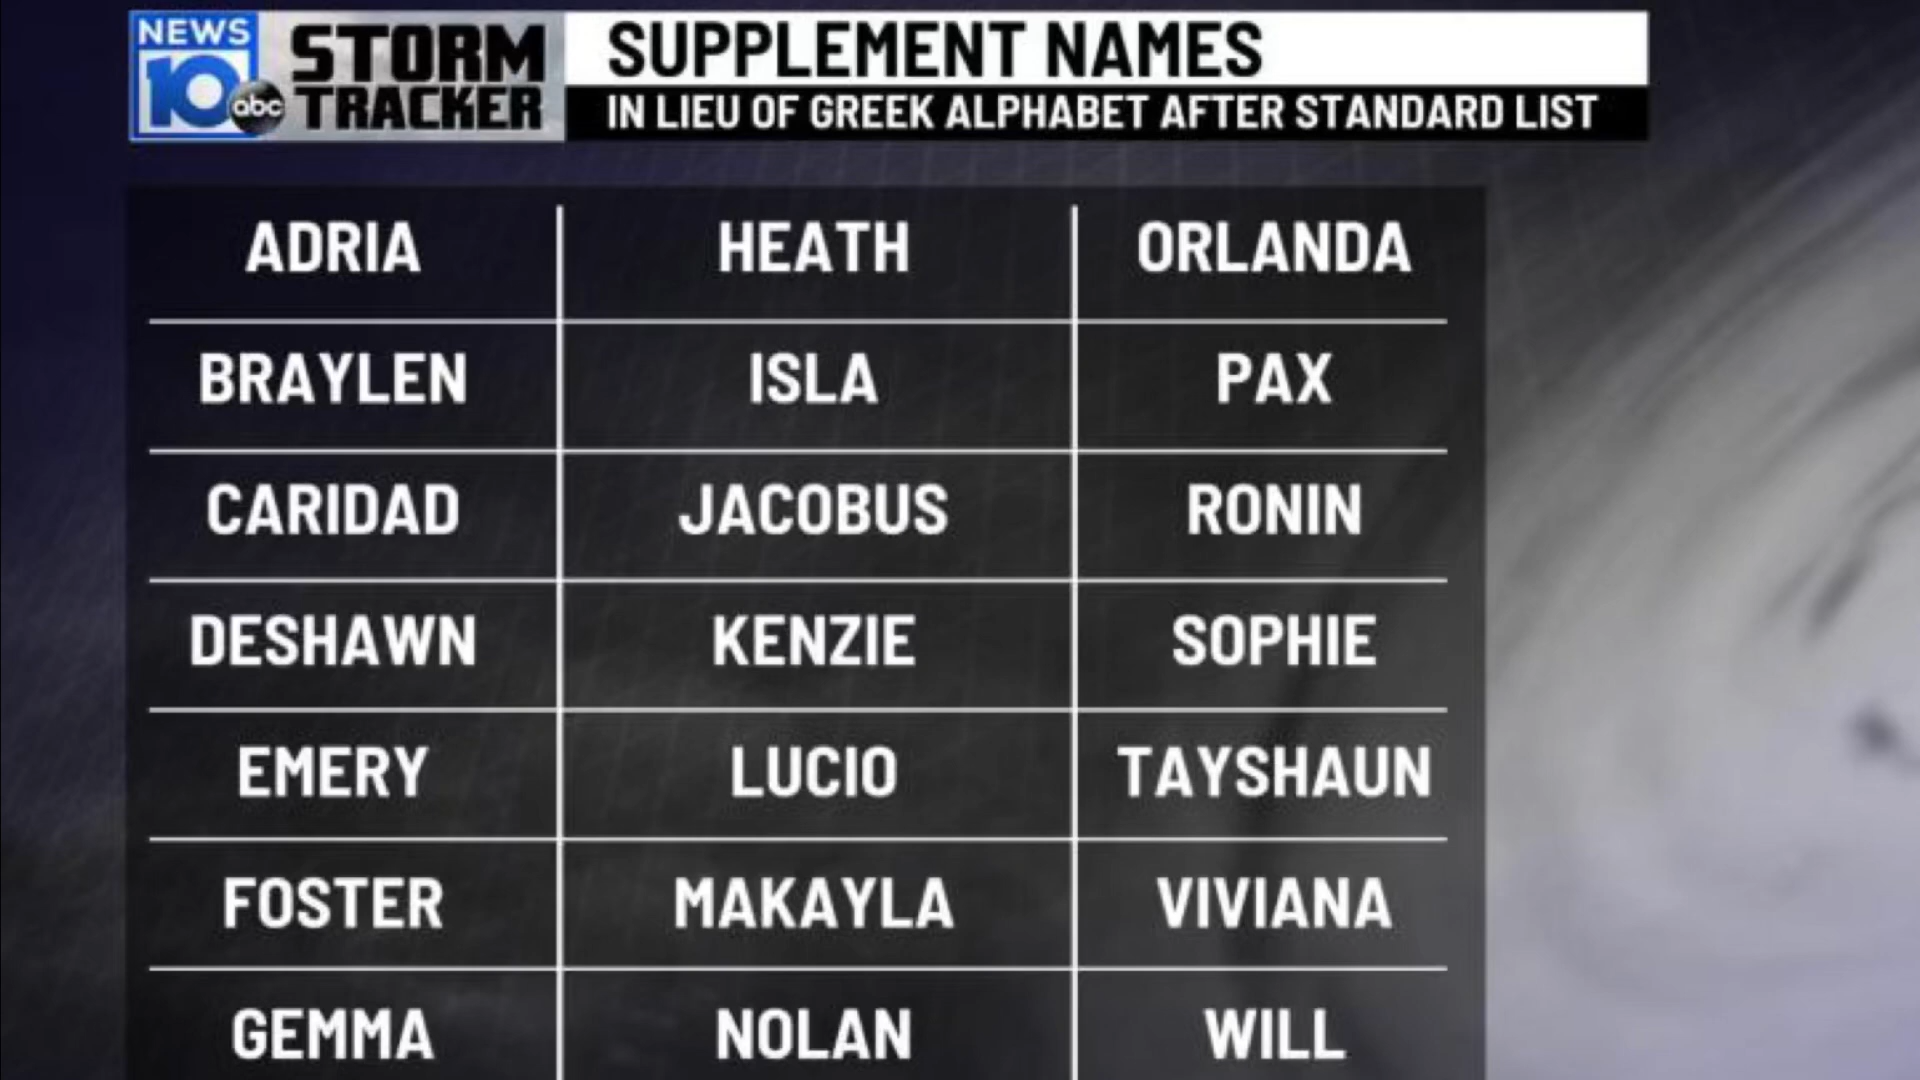 NEWS
10
abc
STORM
TRACKER
SUPPLEMENT NAMES
IN LIEU OF GREEK ALPHABET AFTER STANDARD LIST
ADRIA HEATH ORLANDA
BRAYLEN ISLA PAX
CARIDAD JACOBUS RONIN
DESHAWN KENZIE SOPHIE
EMERY LUCIO TAYSHAUN
FOSTER MAKAYLA VIVIANA
GEMMA NOLAN WILL